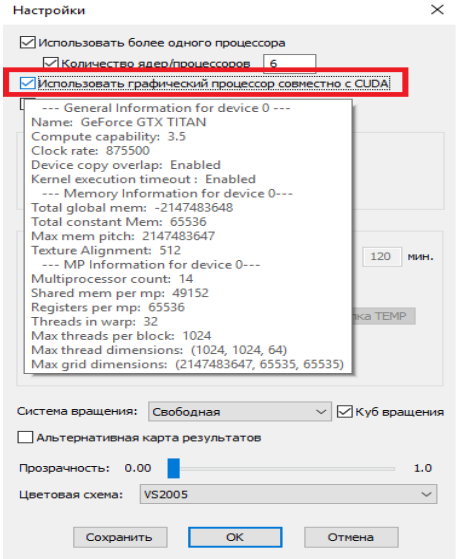 Настройки
Использовать более одного процессора
Количество ядер/процессоров 6
Использовать графический процессор совместно с CUDA
--- General Information for device 0 ---
Name: GeForce GTX TITAN
Compute capability: 3.5
Clock rate: 875500
Device copy overlap: Enabled
Kernel execution timeout : Enabled
--- Memory Information for device 0---
Total global mem: -2147483648
Total constant Mem: 65536
Max mem pitch: 2147483647
Texture Alignment: 512
120 мин.
--- MP Information for device 0---
Multiprocessor count: 14
Shared mem per mp: 49152
Registers per mp: 65536
TEMP
Threads in warp: 32
Max threads per block: 1024
Max thread dimensions: (1024, 1024, 64)
Max grid dimensions: (2147483647, 65535, 65535)
Система вращения: Свободная Куб вращения
Альтернативная карта результатов
Прозрачность: 0.00 1.0
Цветовая схема: VS2005
Сохранить OK Отмена